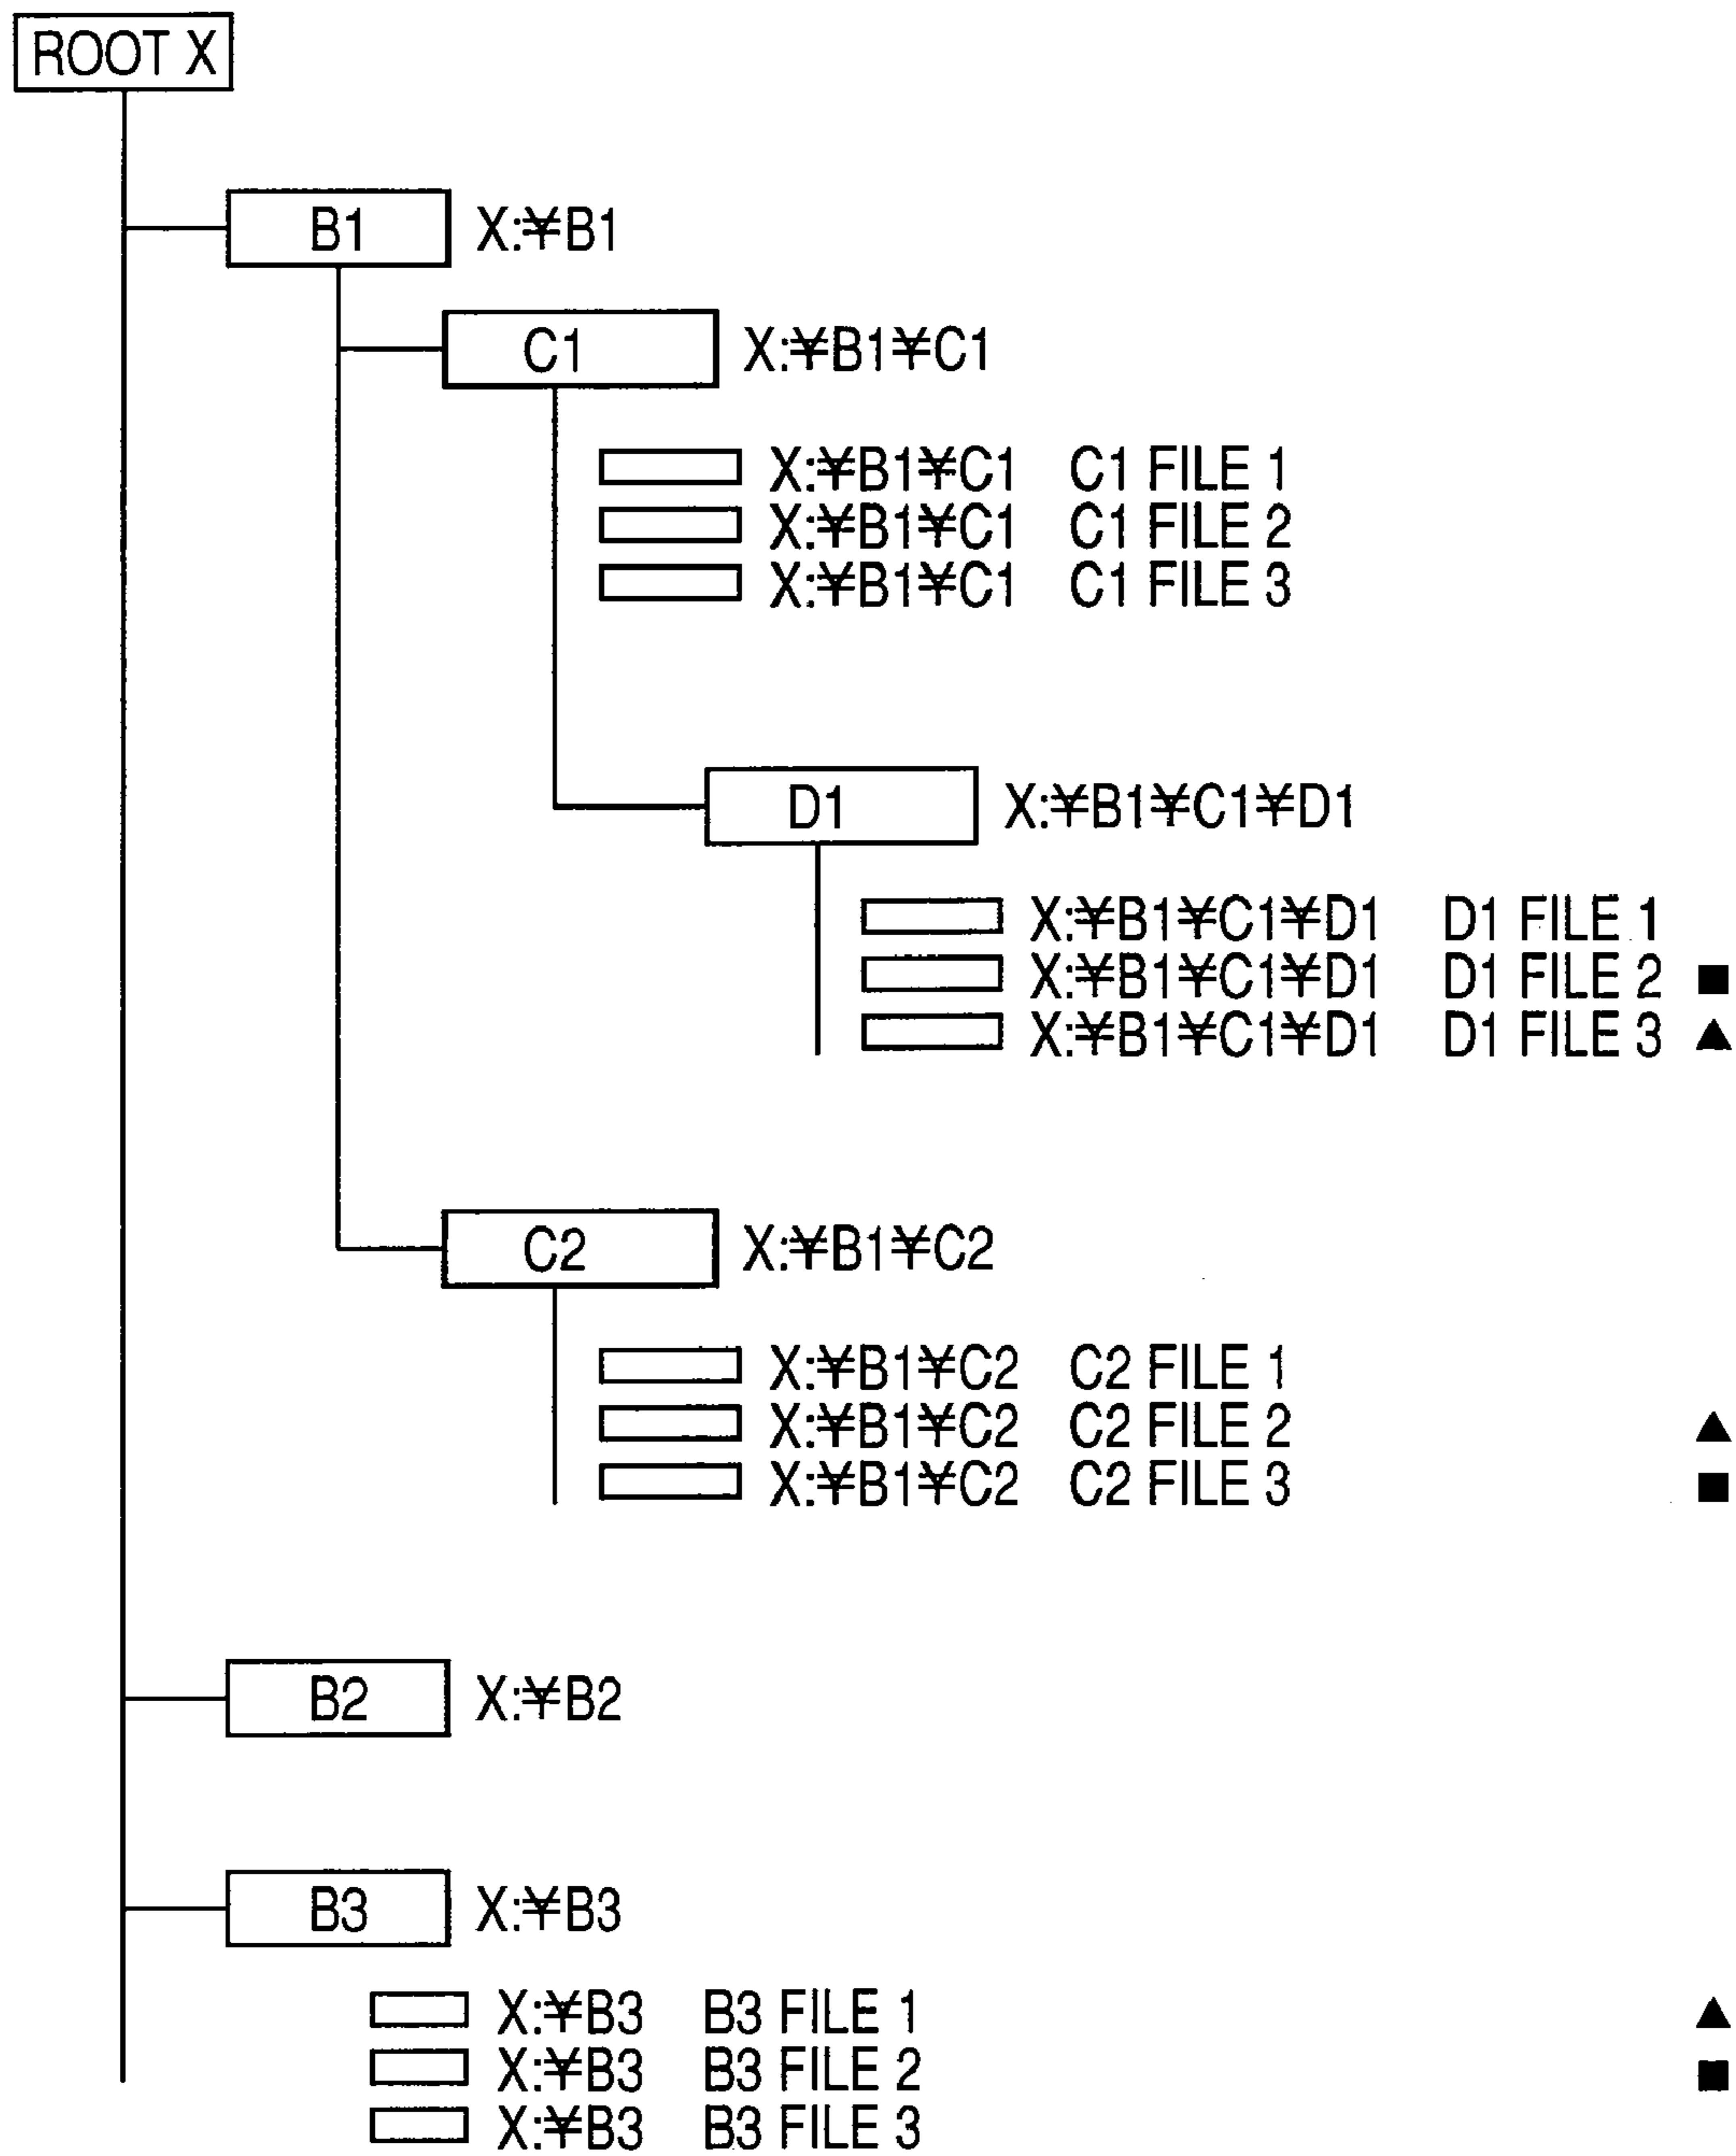 ROOT X
B1 X:¥B1
C1 X:¥B1¥C1
X:¥B1¥C1 C1 FILE 1
X:¥B1¥C1 C1 FILE 2
X:¥B1¥C1 C1 FILE 3
D1 X:¥B1¥C1¥D1
X:¥B1¥C1¥D1 D1 FILE 1
X:¥B1¥C1¥D1 D1 FILE 2 ■
X:¥B1¥C1¥D1 D1 FILE 3 ▲
C2 X:¥B1¥C2
X:¥B1¥C2 C2 FILE 1
X:¥B1¥C2 C2 FILE 2 ▲
X:¥B1¥C2 C2 FILE 3 ■
B2 X:¥B2
B3 X:¥B3
X:¥B3 B3 FILE 1 ▲
X:¥B3 B3 FILE 2 ■
X:¥B3 B3 FILE 3